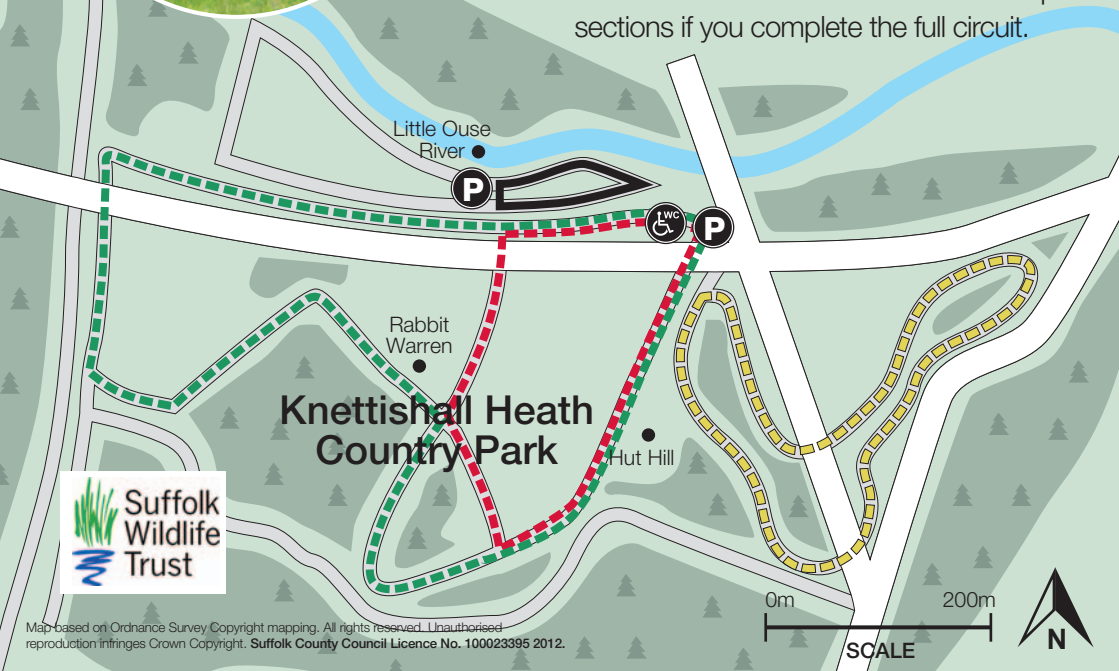 sections if you complete the full circuit.
Little Ouse
River
P
WC
P
Rabbit
Warren
Knettishall Heath
Country Park
Hut Hill
Suffolk
Wildlife
Trust
0m 200m
SCALE
N
Map based on Ordnance Survey Copyright mapping. All rights reserved. Unauthorised
reproduction infringes Crown Copyright. Suffolk County Council Licence No. 100023395 2012.